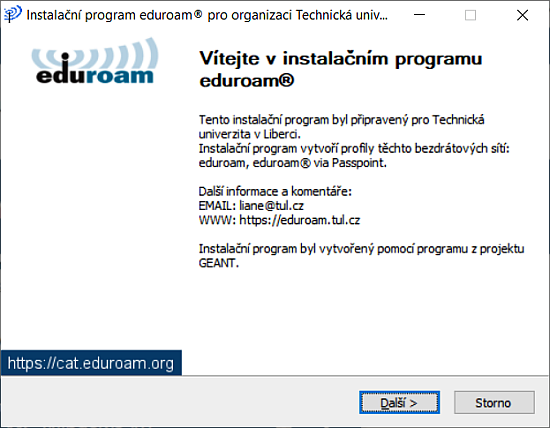 Instalační program eduroam® pro organizaci Technická univ...
eduroam
Vítejte v instalačním programu
eduroam®
Tento instalační program byl připravený pro Technická
univerzita v Liberci.
Instalační program vytvoří profily těchto bezdrátových sítí:
eduroam, eduroam® via Passpoint.
Další informace a komentáře:
EMAIL: liane@tul.cz
WWW: https://eduroam.tul.cz
Instalační program byl vytvořený pomocí programu z projektu
GEANT.
https://cat.eduroam.org
Další >
Storno